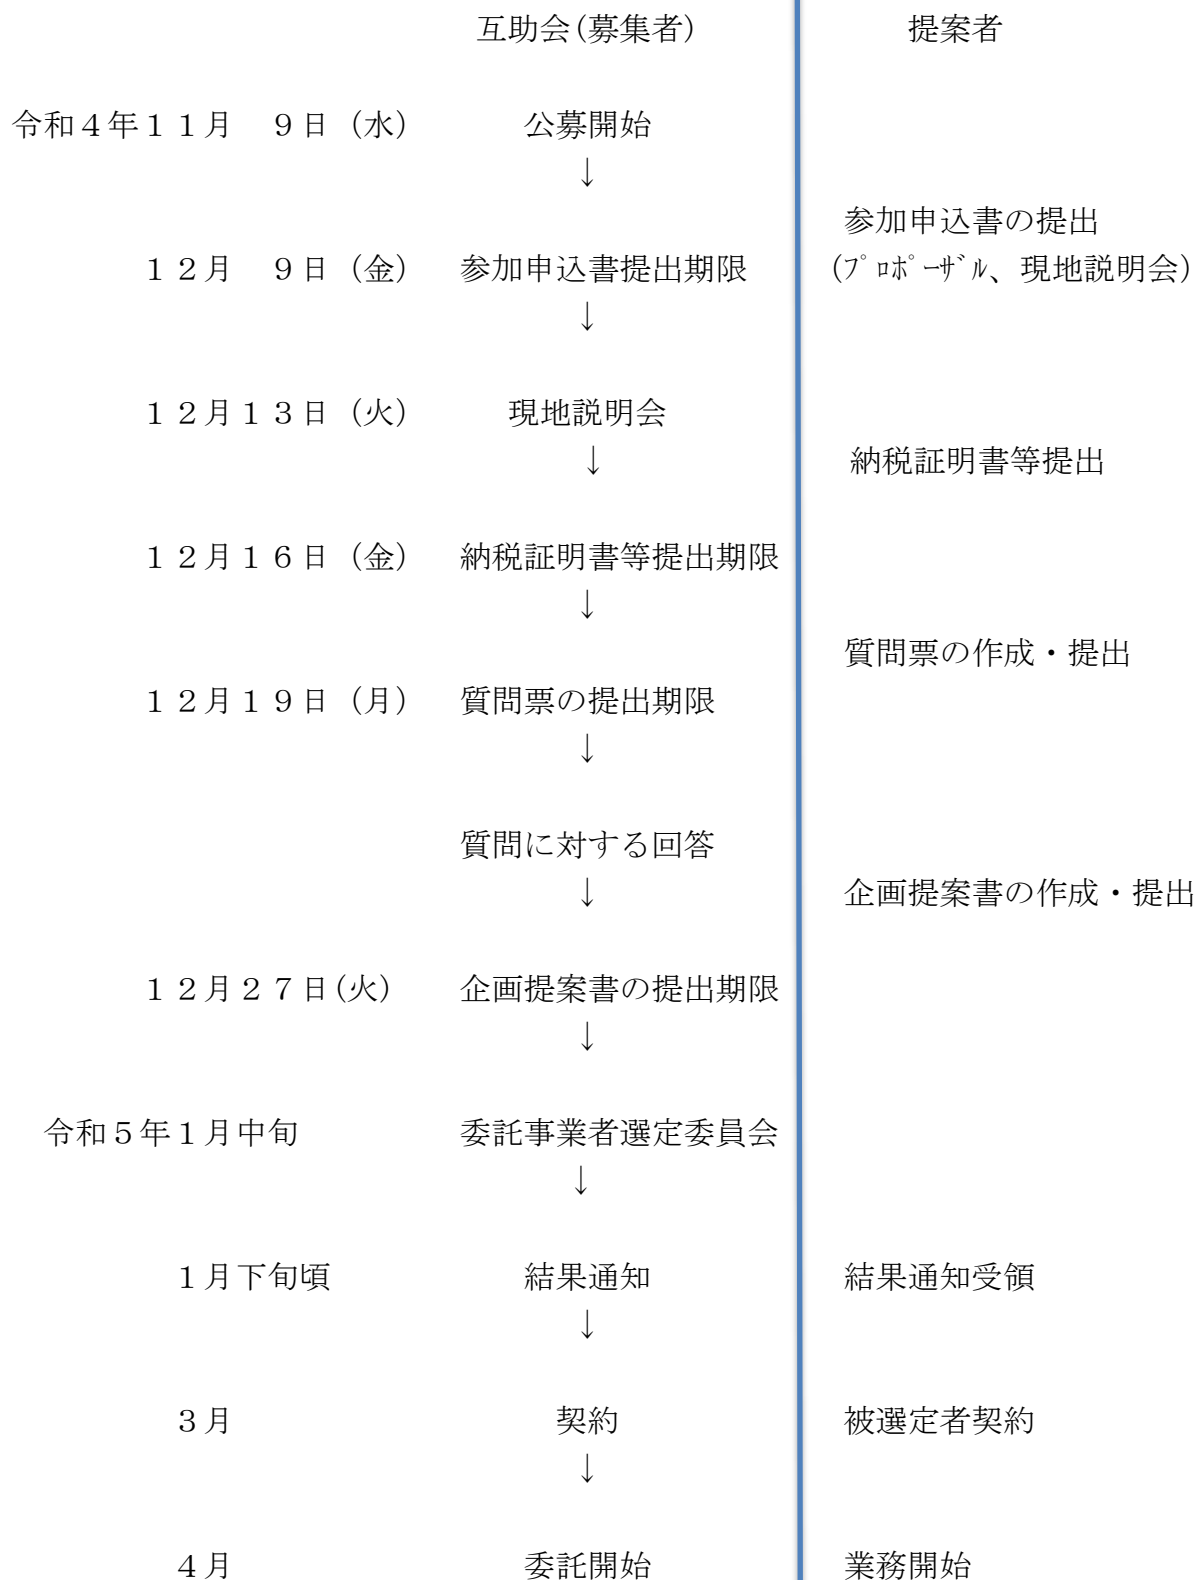 互助会(募集者) 提案者
令和４年１１月　９日（水） 公募開始
↓
参加申込書の提出
１２月　９日（金） 参加申込書提出期限 (ﾌﾟﾛﾎﾟｰｻﾞﾙ、現地説明会)
↓
１２月１３日（火） 現地説明会
↓ 納税証明書等提出
１２月１６日（金） 納税証明書等提出期限
↓
質問票の作成・提出
１２月１９日（月） 質問票の提出期限
↓
質問に対する回答
↓ 企画提案書の作成・提出
１２月２７日(火) 企画提案書の提出期限
↓
令和５年１月中旬 委託事業者選定委員会
↓
１月下旬頃 結果通知 結果通知受領
↓
３月 契約 被選定者契約
↓
４月 委託開始 業務開始